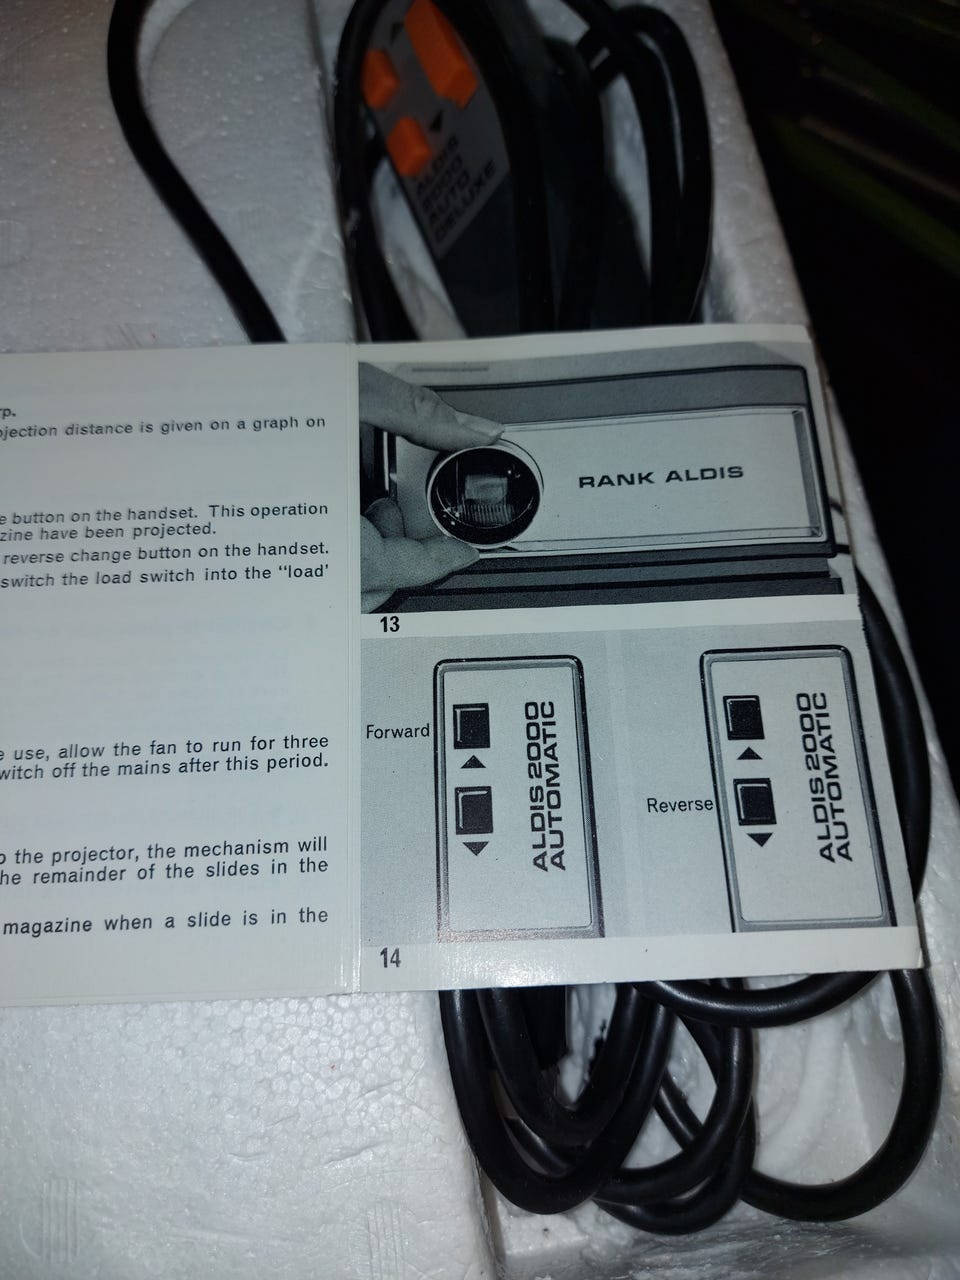 ALDIS
2000
AUTO
DELUXE
rp.
ojection distance is given on a graph on
e button on the handset. This operation
zine have been projected.
reverse change button on the handset.
switch the load switch into the "load'
e use, allow the fan to run for three
witch off the mains after this period.
o the projector, the mechanism will
he remainder of the slides in the
magazine when a slide is in the
RANK ALDIS
13
Forward
ALDIS 2000
AUTOMATIC
Reverse
ALDIS 2000
AUTOMATIC
14